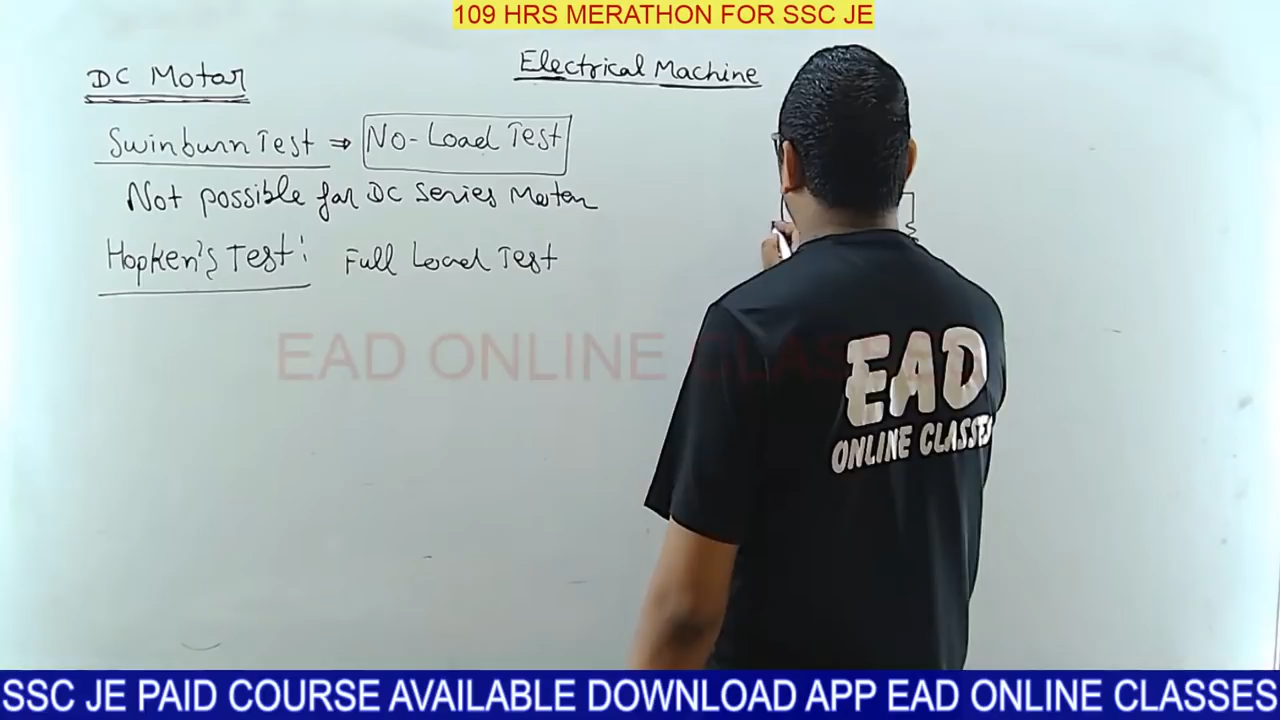 109 HRS MERATHON FOR SSC JE
DC Motor
Electrical Machine
Swinburn Test ⇒ No-Load Test
Not possible for DC Series Motor
Hopken's Test: Full Load Test
EAD ONLINE CLASSES
EAD
ONLINE CLASSES
SSC JE PAID COURSE AVAILABLE DOWNLOAD APP EAD ONLINE CLASSES